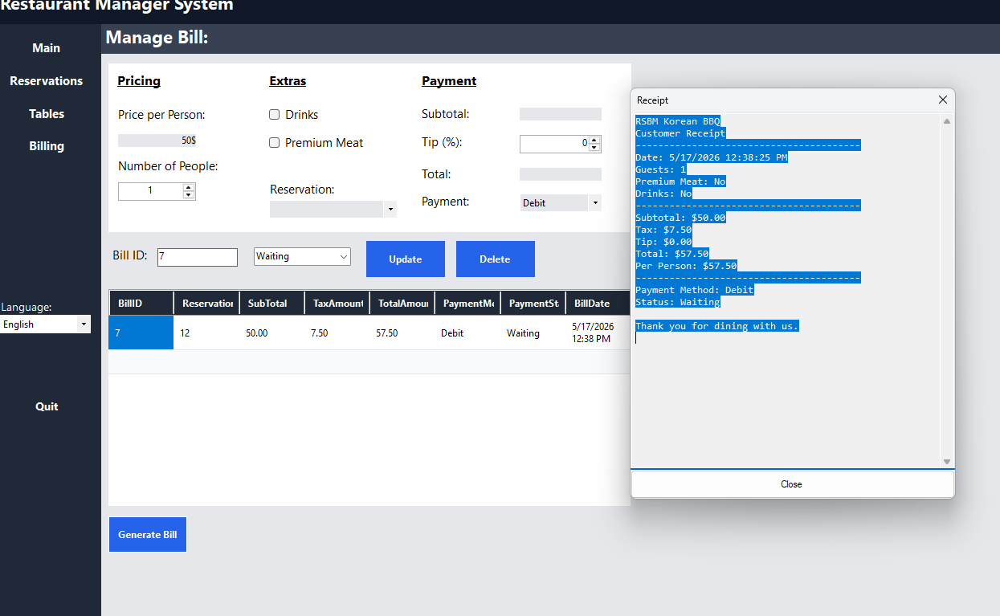 Restaurant Manager System
Main
Reservations
Tables
Billing
Language:
English
Quit
Manage Bill:
Pricing
Price per Person:
50$
Number of People:
1
Extras
Drinks
Premium Meat
Reservation:
Payment
Subtotal:
Tip (%):
0
Total:
Payment:
Debit
Bill ID:
7
Waiting
Update
Delete
BillID Reservation SubTotal TaxAmount TotalAmoun PaymentMe PaymentSt BillDate
7 12 50.00 7.50 57.50 Debit Waiting 5/17/2026
12:38 PM
Generate Bill
Receipt
RSBM Korean BBQ
Customer Receipt
---------------------------------------
Date: 5/17/2026 12:38:25 PM
Guests: 1
Premium Meat: No
Drinks: No
---------------------------------------
Subtotal: $50.00
Tax: $7.50
Tip: $0.00
Total: $57.50
Per Person: $57.50
---------------------------------------
Payment Method: Debit
Status: Waiting
Thank you for dining with us.
Close